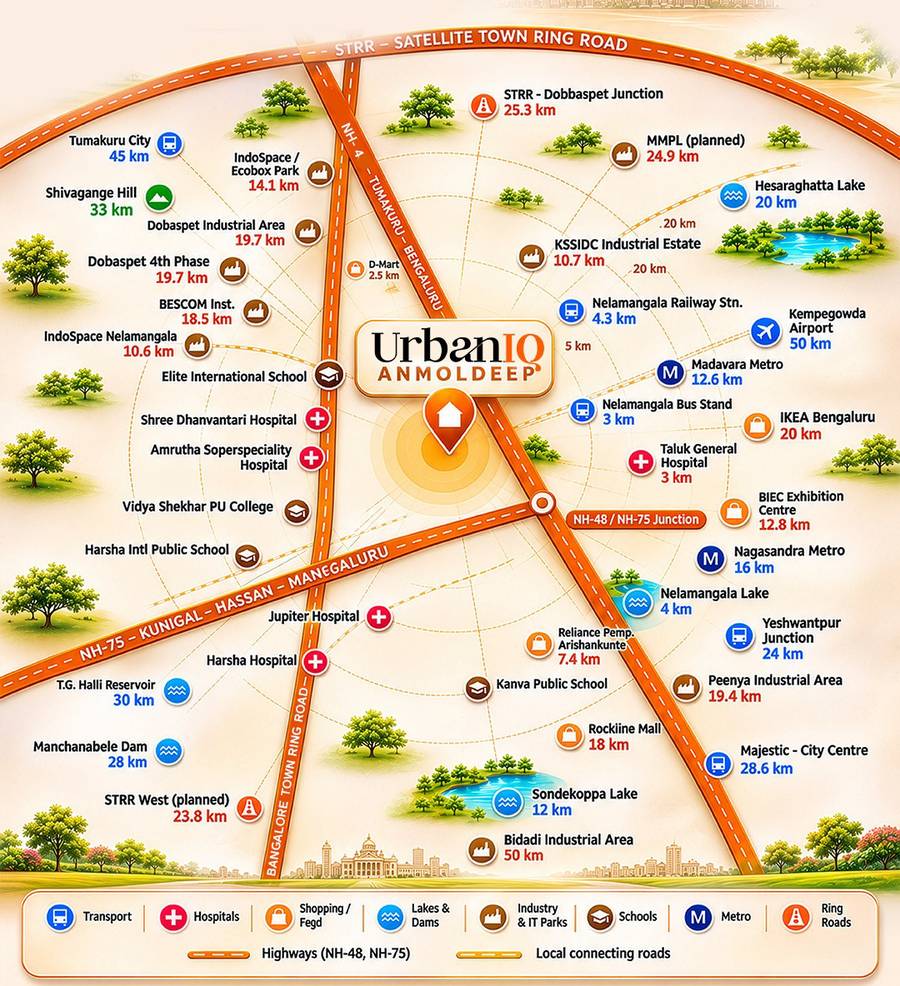 STRR – SATELLITE TOWN RING ROAD
STRR - Dobbaspet Junction
25.3 km
Tumakuru City
45 km
IndoSpace /
Ecobox Park
14.1 km
NH- 4 - TUMAKURU – BENGALURU
MMPL (planned)
24.9 km
Shivagange Hill
33 km
Hesaraghatta Lake
20 km
Dobaspet Industrial Area
19.7 km
20 km
KSSIDC Industrial Estate
10.7 km
20 km
Dobaspet 4th Phase
19.7 km
D-Mart
2.5 km
BESCOM Inst.
18.5 km
Nelamangala Railway Stn.
4.3 km
Kempegowda
Airport
50 km
IndoSpace Nelamangala
10.6 km
UrbanIQ
ANMOLDEEP
5 km
Madavara Metro
12.6 km
Elite International School
Nelamangala Bus Stand
3 km
IKEA Bengaluru
20 km
Shree Dhanvantari Hospital
Amrutha Soperspeciality
Hospital
Taluk General
Hospital
3 km
Vidya Shekhar PU College
BIEC Exhibition
Centre
12.8 km
NH-48 / NH-75 Junction
Harsha Intl Public School
Nagasandra Metro
16 km
NH-75 – KUNIGAL – HASSAN – MANEGALURU
Nelamangala Lake
4 km
Jupiter Hospital
Yeshwantpur
Junction
24 km
Reliance Pemp.
Arishankunte
7.4 km
Harsha Hospital
T.G. Halli Reservoir
30 km
Kanva Public School
Peenya Industrial Area
19.4 km
BANGALORE TOWN RING ROAD
Rockiine Mall
18 km
Manchanabele Dam
28 km
Majestic - City Centre
28.6 km
STRR West (planned)
23.8 km
Sondekoppa Lake
12 km
Bidadi Industrial Area
50 km
Transport
Hospitals
Shopping /
Fegd
Lakes &
Dams
Industry
& IT Parks
Schools
M
Metro
Ring
Roads
Highways (NH-48, NH-75)
Local connecting roads